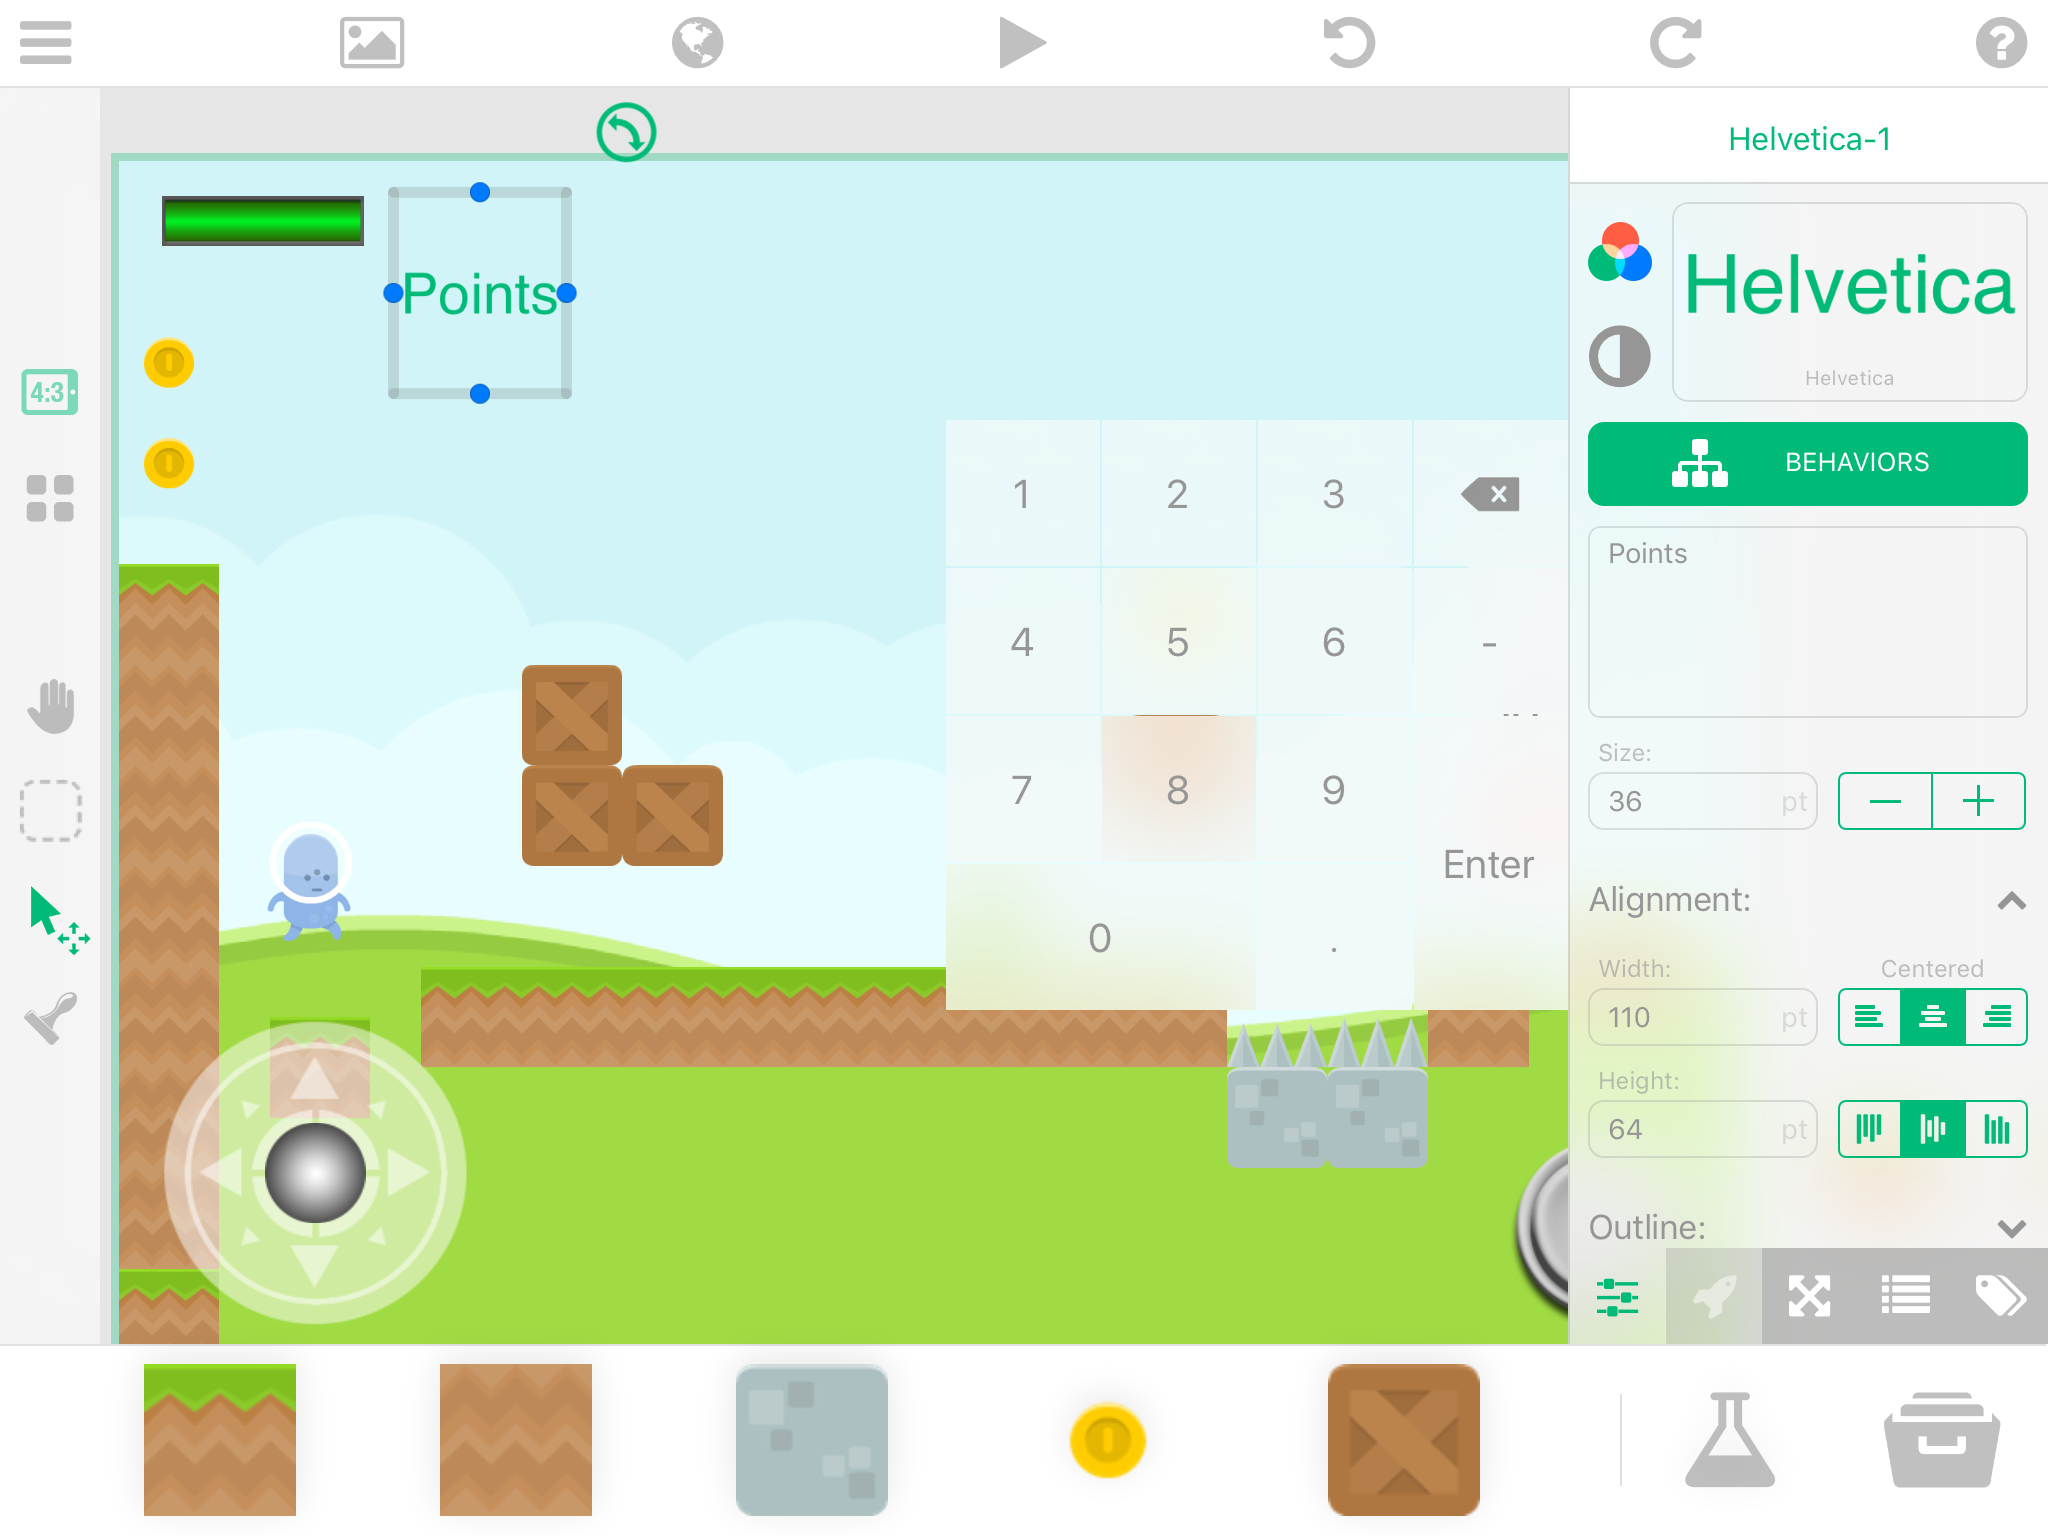 Helvetica-1
Points
Helvetica
Helvetica
4:3
BEHAVIORS
Points
1 2 3
4 5 6 -
7 8 9
Enter
0 .
Size:
36 pt
Alignment:
Width: Centered
110 pt
Height:
64 pt
Outline: